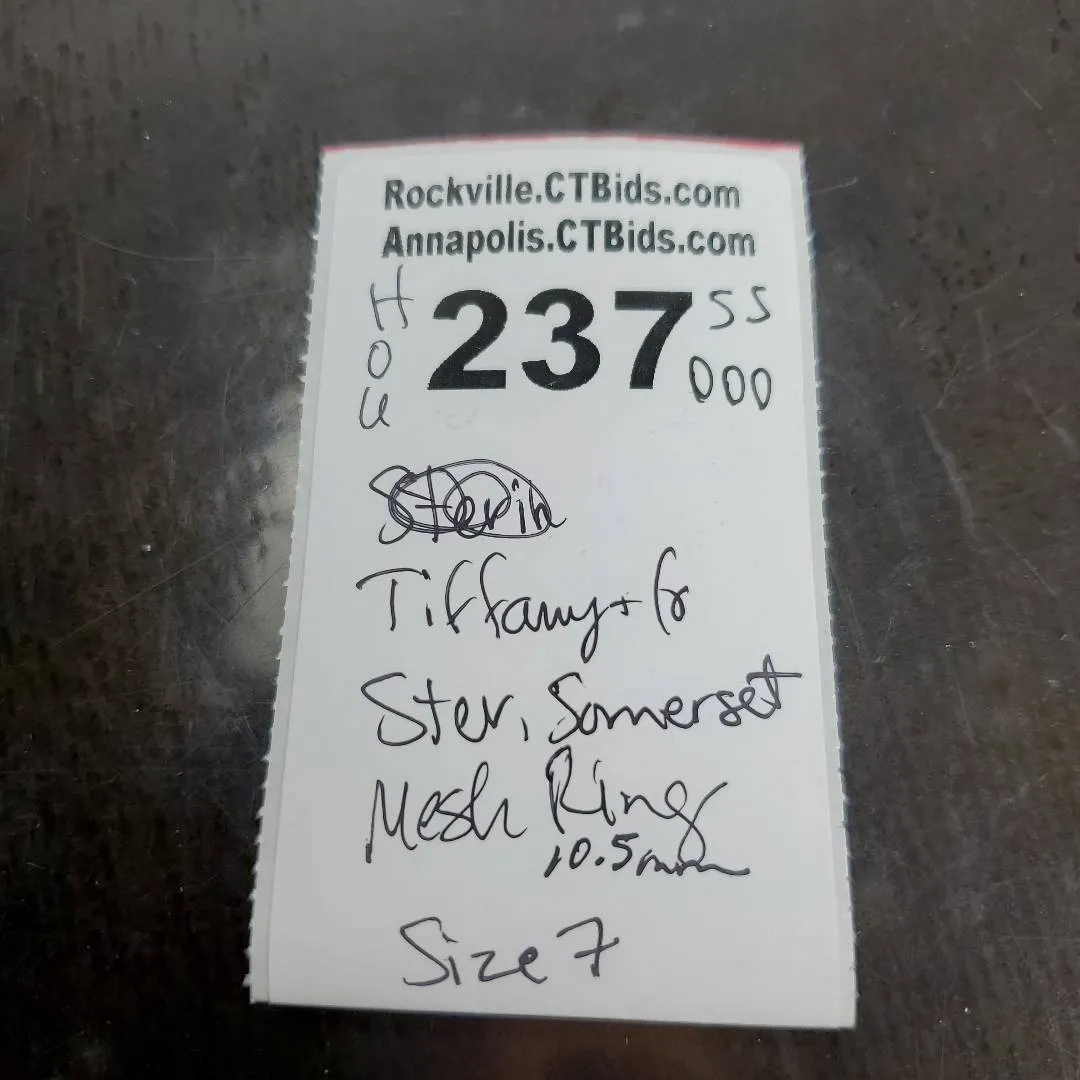 Rockville.CTBids.com
Annapolis.CTBids.com
H
O
U
237
SS
000
Sterin
Tiffany + Co
Ster, Somerset
Mesh Ring
10.5mm
Size 7